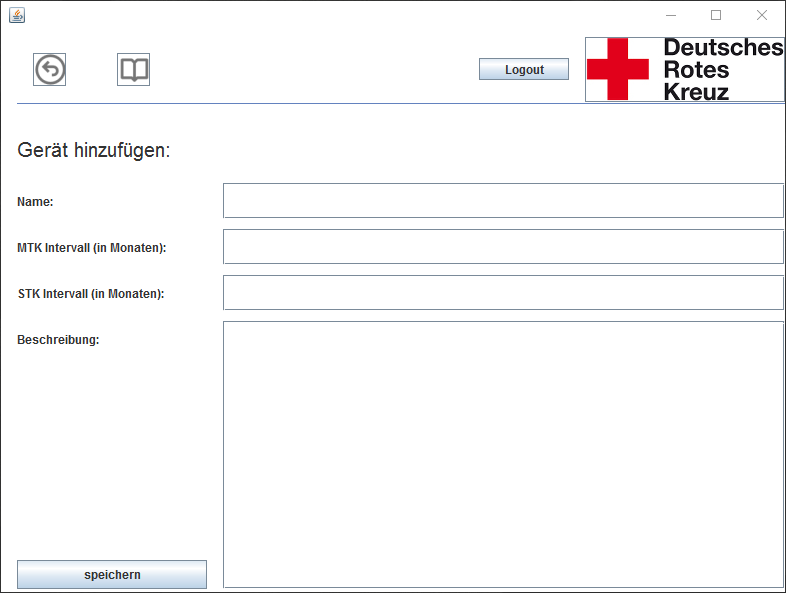 Logout
Deutsches
Rotes
Kreuz
Gerät hinzufügen:
Name:
MTK Intervall (in Monaten):
STK Intervall (in Monaten):
Beschreibung:
speichern